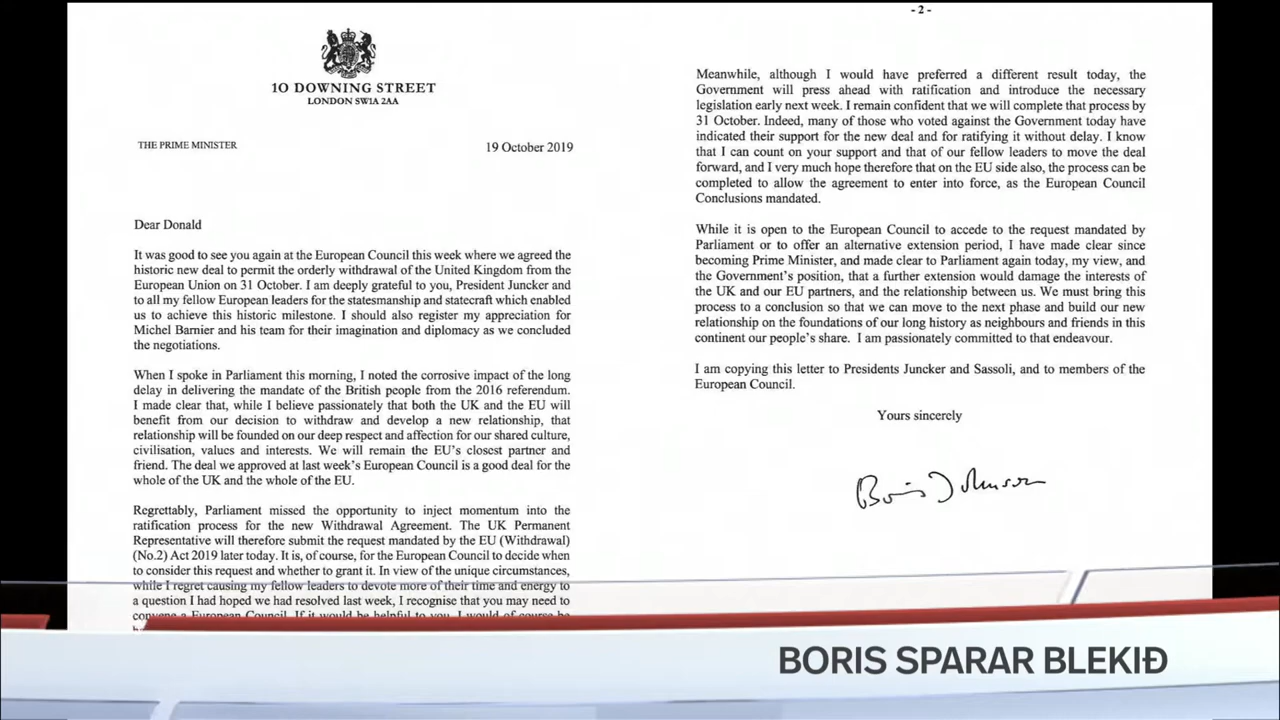 10 DOWNING STREET
LONDON SW1A 2AA
THE PRIME MINISTER
19 October 2019
Dear Donald
It was good to see you again at the European Council this week where we agreed the
historic new deal to permit the orderly withdrawal of the United Kingdom from the
European Union on 31 October. I am deeply grateful to you, President Juncker and
to all my fellow European leaders for the statesmanship and statecraft which enabled
us to achieve this historic milestone. I should also register my appreciation for
Michel Barnier and his team for their imagination and diplomacy as we concluded
the negotiations.
When I spoke in Parliament this morning, I noted the corrosive impact of the long
delay in delivering the mandate of the British people from the 2016 referendum.
I made clear that, while I believe passionately that both the UK and the EU will
benefit from our decision to withdraw and develop a new relationship, that
relationship will be founded on our deep respect and affection for our shared culture,
civilisation, values and interests. We will remain the EU's closest partner and
friend. The deal we approved at last week's European Council is a good deal for the
whole of the UK and the whole of the EU.
Regrettably, Parliament missed the opportunity to inject momentum into the
ratification process for the new Withdrawal Agreement. The UK Permanent
Representative will therefore submit the request mandated by the EU (Withdrawal)
(No.2) Act 2019 later today. It is, of course, for the European Council to decide when
to consider this request and whether to grant it. In view of the unique circumstances,
while I regret causing my fellow leaders to devote more of their time and energy to
a question I had hoped we had resolved last week, I recognise that you may need to
convene a European Council. If it would be helpful to you, I would of course be
- 2 -
Meanwhile, although I would have preferred a different result today, the
Government will press ahead with ratification and introduce the necessary
legislation early next week. I remain confident that we will complete that process by
31 October. Indeed, many of those who voted against the Government today have
indicated their support for the new deal and for ratifying it without delay. I know
that I can count on your support and that of our fellow leaders to move the deal
forward, and I very much hope therefore that on the EU side also, the process can be
completed to allow the agreement to enter into force, as the European Council
Conclusions mandated.
While it is open to the European Council to accede to the request mandated by
Parliament or to offer an alternative extension period, I have made clear since
becoming Prime Minister, and made clear to Parliament again today, my view, and
the Government's position, that a further extension would damage the interests of
the UK and our EU partners, and the relationship between us. We must bring this
process to a conclusion so that we can move to the next phase and build our new
relationship on the foundations of our long history as neighbours and friends in this
continent our people's share. I am passionately committed to that endeavour.
I am copying this letter to Presidents Juncker and Sassoli, and to members of the
European Council.
Yours sincerely
Boris Johnson
BORIS SPARAR BLEKIÐ